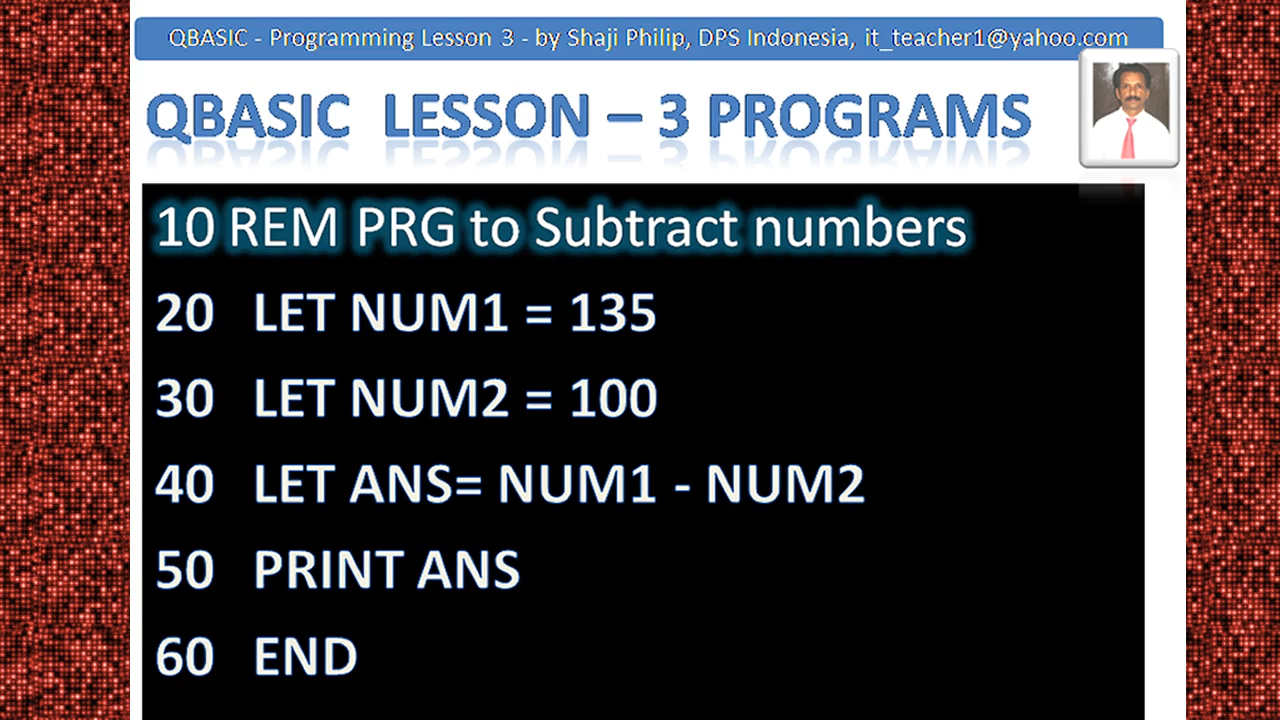 QBASIC - Programming Lesson 3 - by Shaji Philip, DPS Indonesia, it_teacher1@yahoo.com
QBASIC LESSON – 3 PROGRAMS
10 REM PRG to Subtract numbers
20 LET NUM1 = 135
30 LET NUM2 = 100
40 LET ANS= NUM1 - NUM2
50 PRINT ANS
60 END